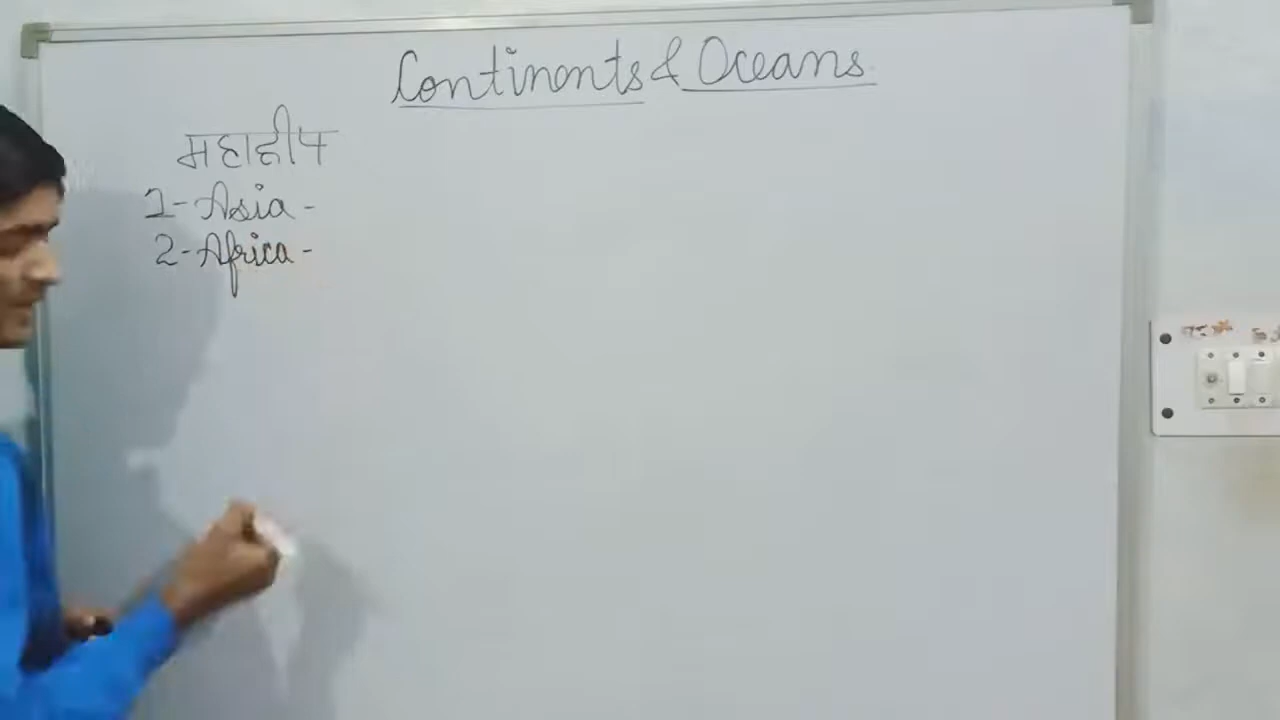 Continents & Oceans
महाद्वीप
1-Asia -
2-Africa -